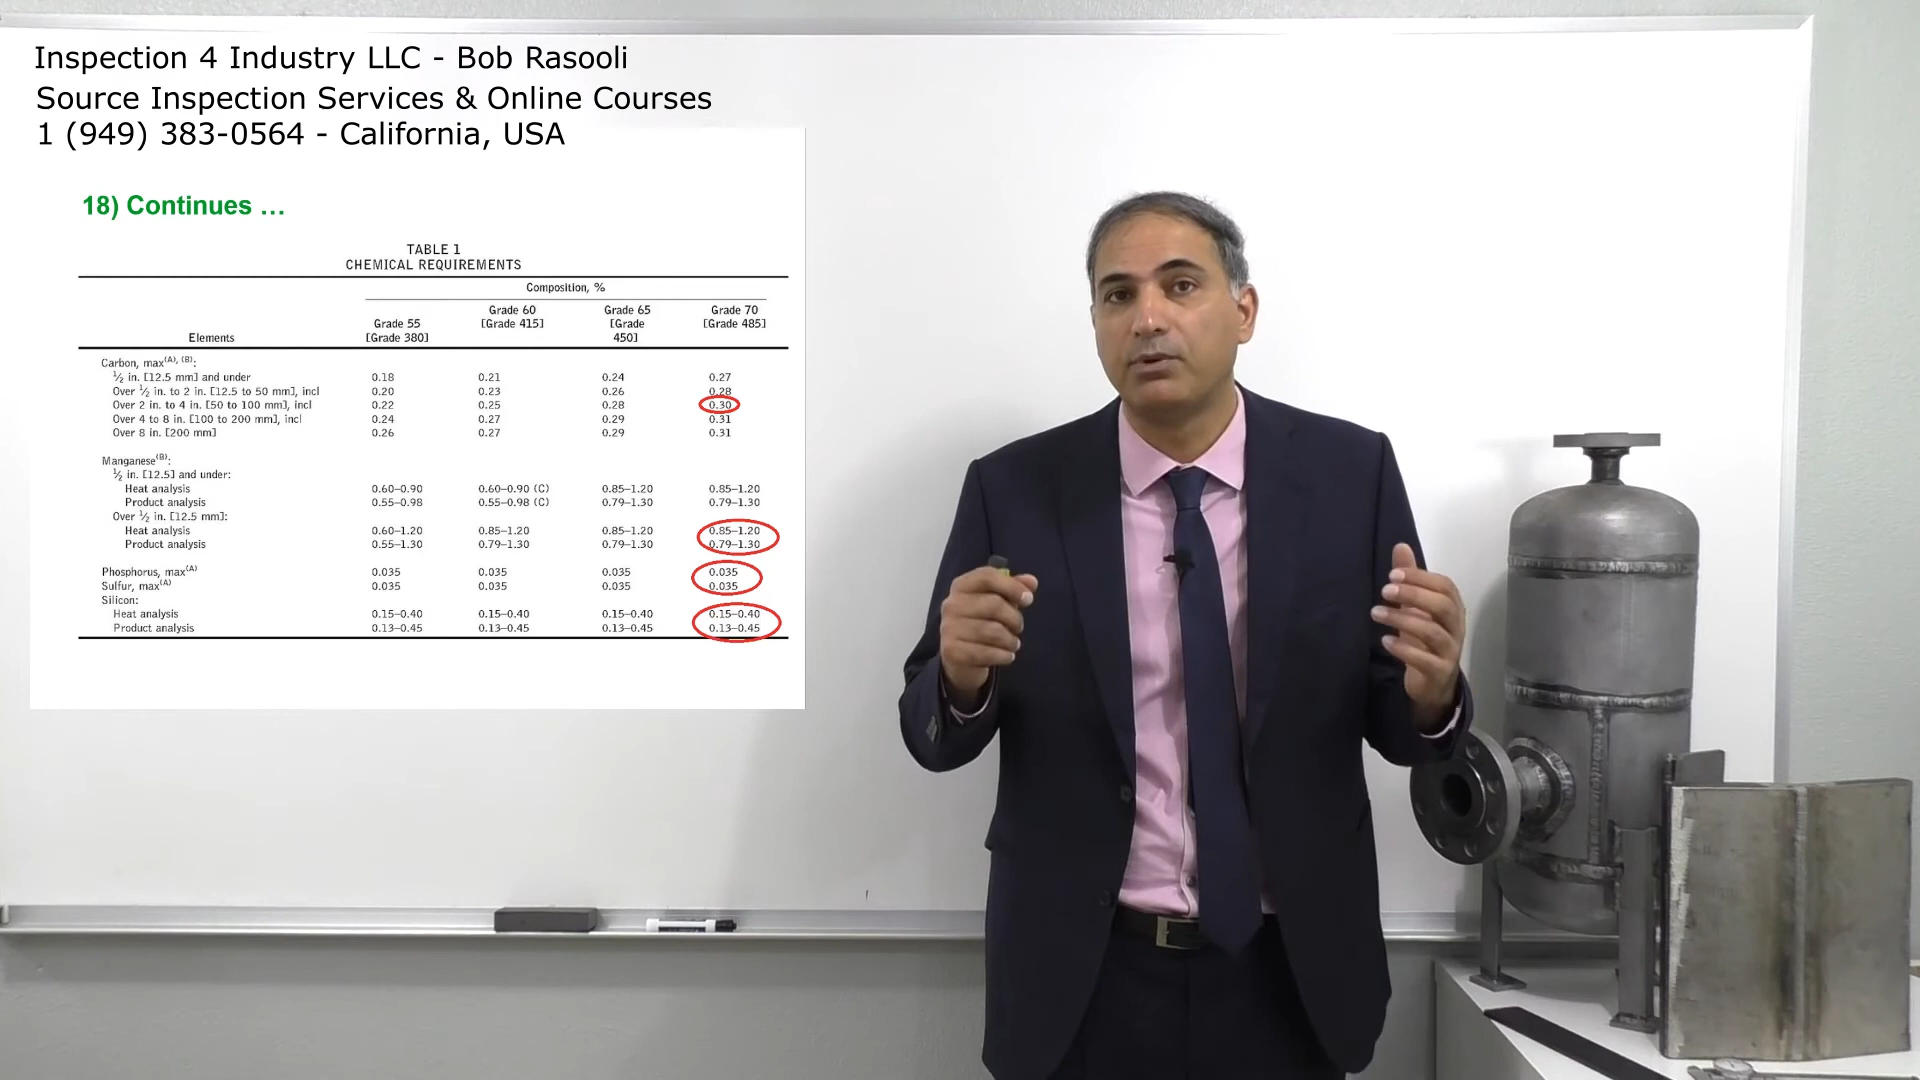 Inspection 4 Industry LLC - Bob Rasooli
Source Inspection Services & Online Courses
1 (949) 383-0564 - California, USA
18) Continues ...
TABLE 1
CHEMICAL REQUIREMENTS
Composition, %
Elements Grade 55 [Grade 380] Grade 60 [Grade 415] Grade 65 [Grade 450] Grade 70 [Grade 485]
Carbon, max(A), (B):
½ in. [12.5 mm] and under 0.18 0.21 0.24 0.27
Over ½ in. to 2 in. [12.5 to 50 mm], incl 0.20 0.23 0.26 0.28
Over 2 in. to 4 in. [50 to 100 mm], incl 0.22 0.25 0.28 0.30
Over 4 to 8 in. [100 to 200 mm], incl 0.24 0.27 0.29 0.31
Over 8 in. [200 mm] 0.26 0.27 0.29 0.31
Manganese(B):
½ in. [12.5] and under:
Heat analysis 0.60–0.90 0.60–0.90 (C) 0.85–1.20 0.85–1.20
Product analysis 0.55–0.98 0.55–0.98 (C) 0.79–1.30 0.79–1.30
Over ½ in. [12.5 mm]:
Heat analysis 0.60–1.20 0.85–1.20 0.85–1.20 0.85–1.20
Product analysis 0.55–1.30 0.79–1.30 0.79–1.30 0.79–1.30
Phosphorus, max(A) 0.035 0.035 0.035 0.035
Sulfur, max(A) 0.035 0.035 0.035 0.035
Silicon:
Heat analysis 0.15–0.40 0.15–0.40 0.15–0.40 0.15–0.40
Product analysis 0.13–0.45 0.13–0.45 0.13–0.45 0.13–0.45